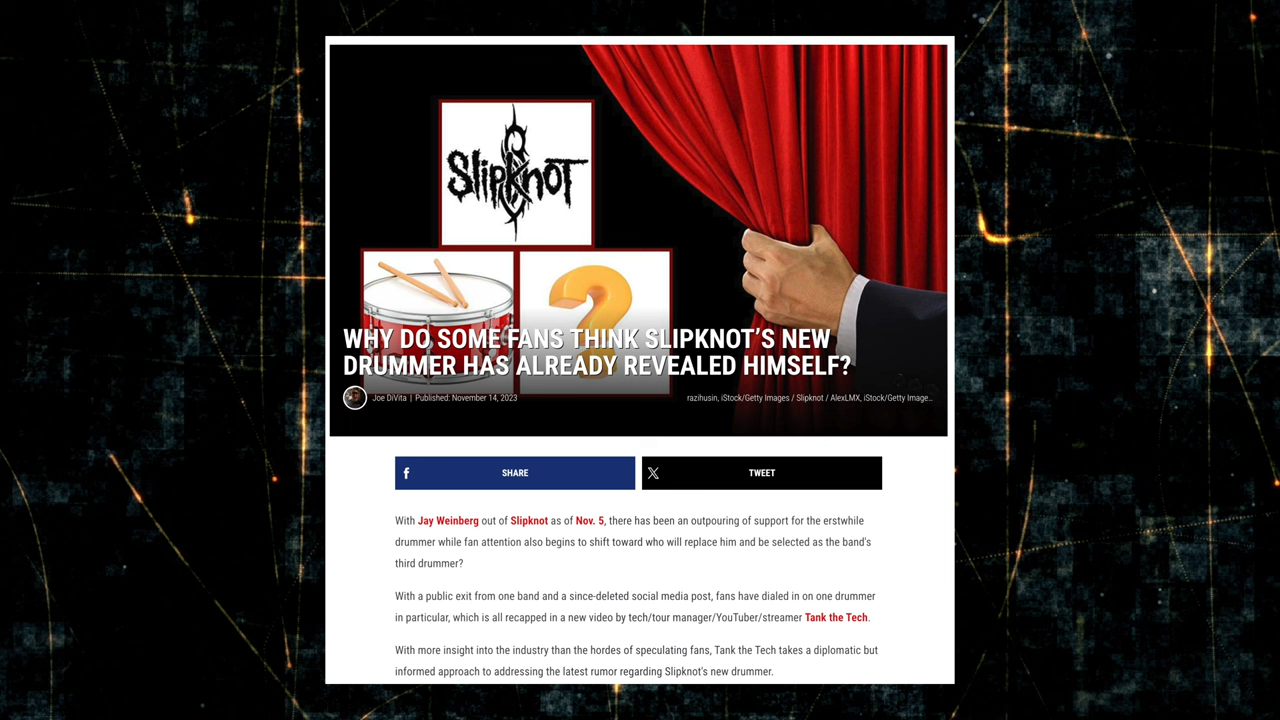 SlipKnoT
WHY DO SOME FANS THINK SLIPKNOT'S NEW
DRUMMER HAS ALREADY REVEALED HIMSELF?
Joe DiVita | Published: November 14, 2023
razihusin, iStock/Getty Images / Slipknot / AlexLMX, iStock/Getty Image...
f SHARE
X TWEET
With Jay Weinberg out of Slipknot as of Nov. 5, there has been an outpouring of support for the erstwhile
drummer while fan attention also begins to shift toward who will replace him and be selected as the band's
third drummer?
With a public exit from one band and a since-deleted social media post, fans have dialed in on one drummer
in particular, which is all recapped in a new video by tech/tour manager/YouTuber/streamer Tank the Tech.
With more insight into the industry than the hordes of speculating fans, Tank the Tech takes a diplomatic but
informed approach to addressing the latest rumor regarding Slipknot's new drummer.